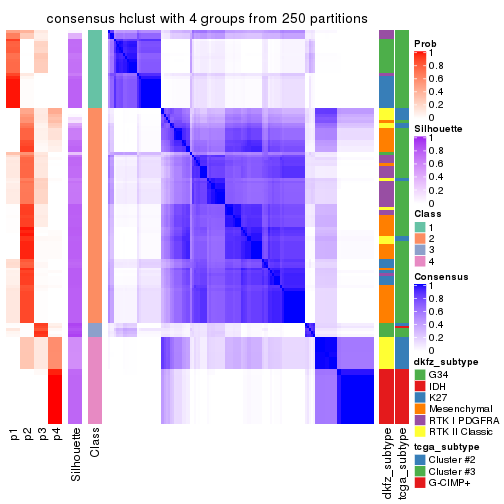 consensus hclust with 4 groups from 250 partitions
Prob
1
0.8
0.6
0.4
0.2
0
Silhouette
1
0.8
0.6
0.4
0.2
0
Class
1
2
3
4
Consensus
1
0.8
0.6
0.4
0.2
0
dkfz_subtype
G34
IDH
K27
Mesenchymal
RTK I PDGFRA
RTK II Classic
tcga_subtype
Cluster #2
Cluster #3
G-CIMP+
p1
p2
p3
p4
Silhouette
Class
dkfz_subtype
tcga_subtype